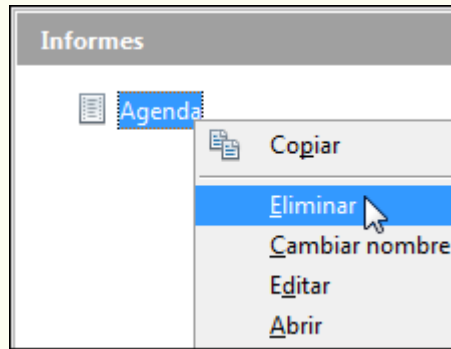 Informes
Agenda
Copiar
Eliminar
Cambiar nombre
Editar
Abrir